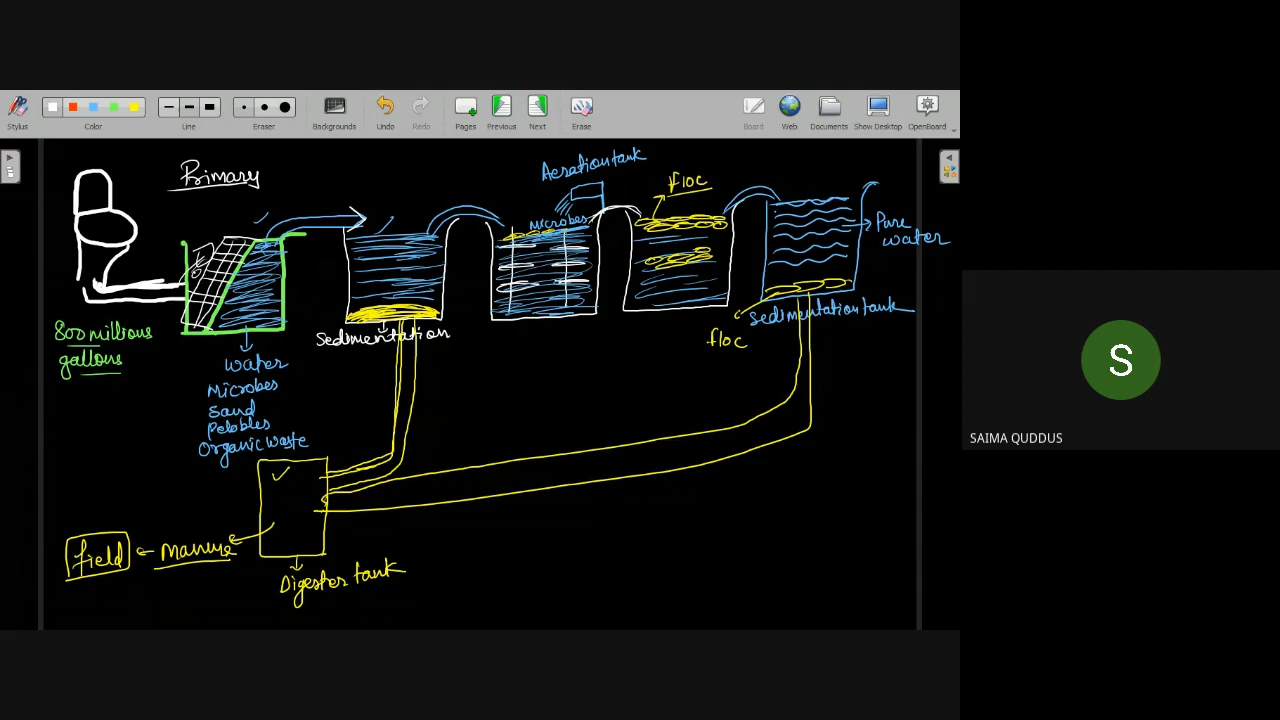 Stylus
Color
Line
Eraser
Backgrounds
Undo
Redo
Pages
Previous
Next
Erase
Board
Web
Documents
Show Desktop
OpenBoard
Primary
Aeration tank
floc
Microbes
Pure
water
Sedimentation
Sedimentation tank
floc
800 millions
gallons
water
Microbes
Sand
Pebbles
Organic waste
field
Manure
Digester tank
S
SAIMA QUDDUS